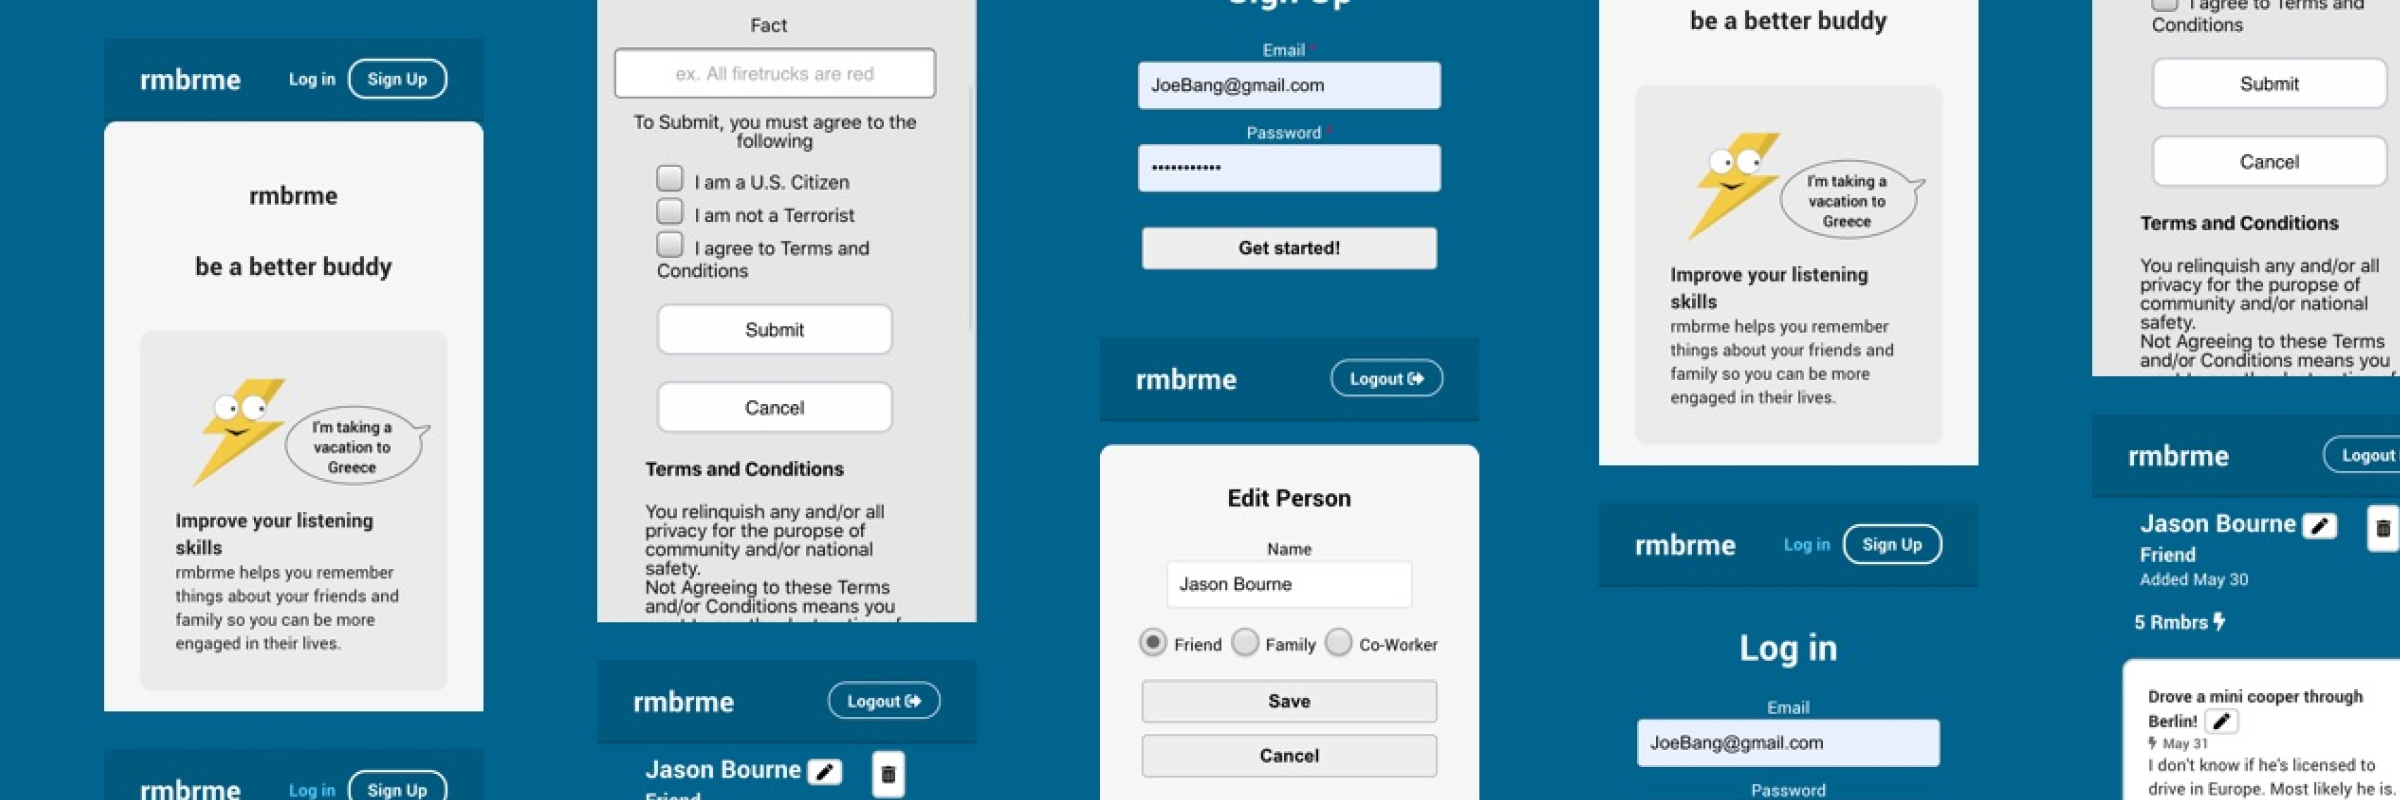 rmbrme
Log in
Sign Up
rmbrme
be a better buddy
I'm taking a
vacation to
Greece
Improve your listening
skills
rmbrme helps you remember
things about your friends and
family so you can be more
engaged in their lives.
rmbrme
Log in
Sign Up
Fact
ex. All firetrucks are red
To Submit, you must agree to the
following
I am a U.S. Citizen
I am not a Terrorist
I agree to Terms and
Conditions
Submit
Cancel
Terms and Conditions
You relinquish any and/or all
privacy for the puropse of
community and/or national
safety.
Not Agreeing to these Terms
and/or Conditions means you
rmbrme
Logout
Jason Bourne
Friend
Sign Up
Email *
JoeBang@gmail.com
Password *
•••••••••••
Get started!
rmbrme
Logout
Edit Person
Name
Jason Bourne
Friend
Family
Co-Worker
Save
Cancel
be a better buddy
I'm taking a
vacation to
Greece
Improve your listening
skills
rmbrme helps you remember
things about your friends and
family so you can be more
engaged in their lives.
rmbrme
Log in
Sign Up
Log in
Email
JoeBang@gmail.com
Password
I agree to Terms and
Conditions
Submit
Cancel
Terms and Conditions
You relinquish any and/or all
privacy for the puropse of
community and/or national
safety.
Not Agreeing to these Terms
and/or Conditions means you
rmbrme
Logout
Jason Bourne
Friend
Added May 30
5 Rmbrs
Drove a mini cooper through
Berlin!
May 31
I don't know if he's licensed to
drive in Europe. Most likely he is.